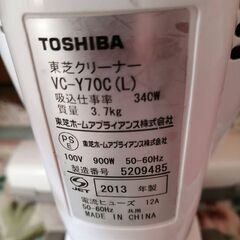 TOSHIBA
東芝クリーナー
VC-Y70C(L)
吸込仕事率 340W
質量 3.7kg
東芝ホームアプライアンス株式会社
PSE 東芝ホームアプライアンス株式会社
100V 900W 50-60Hz
製造番号 5209485
JET 2013 年製
電流ヒューズ 12A
50-60Hz 共用
MADE IN CHINA